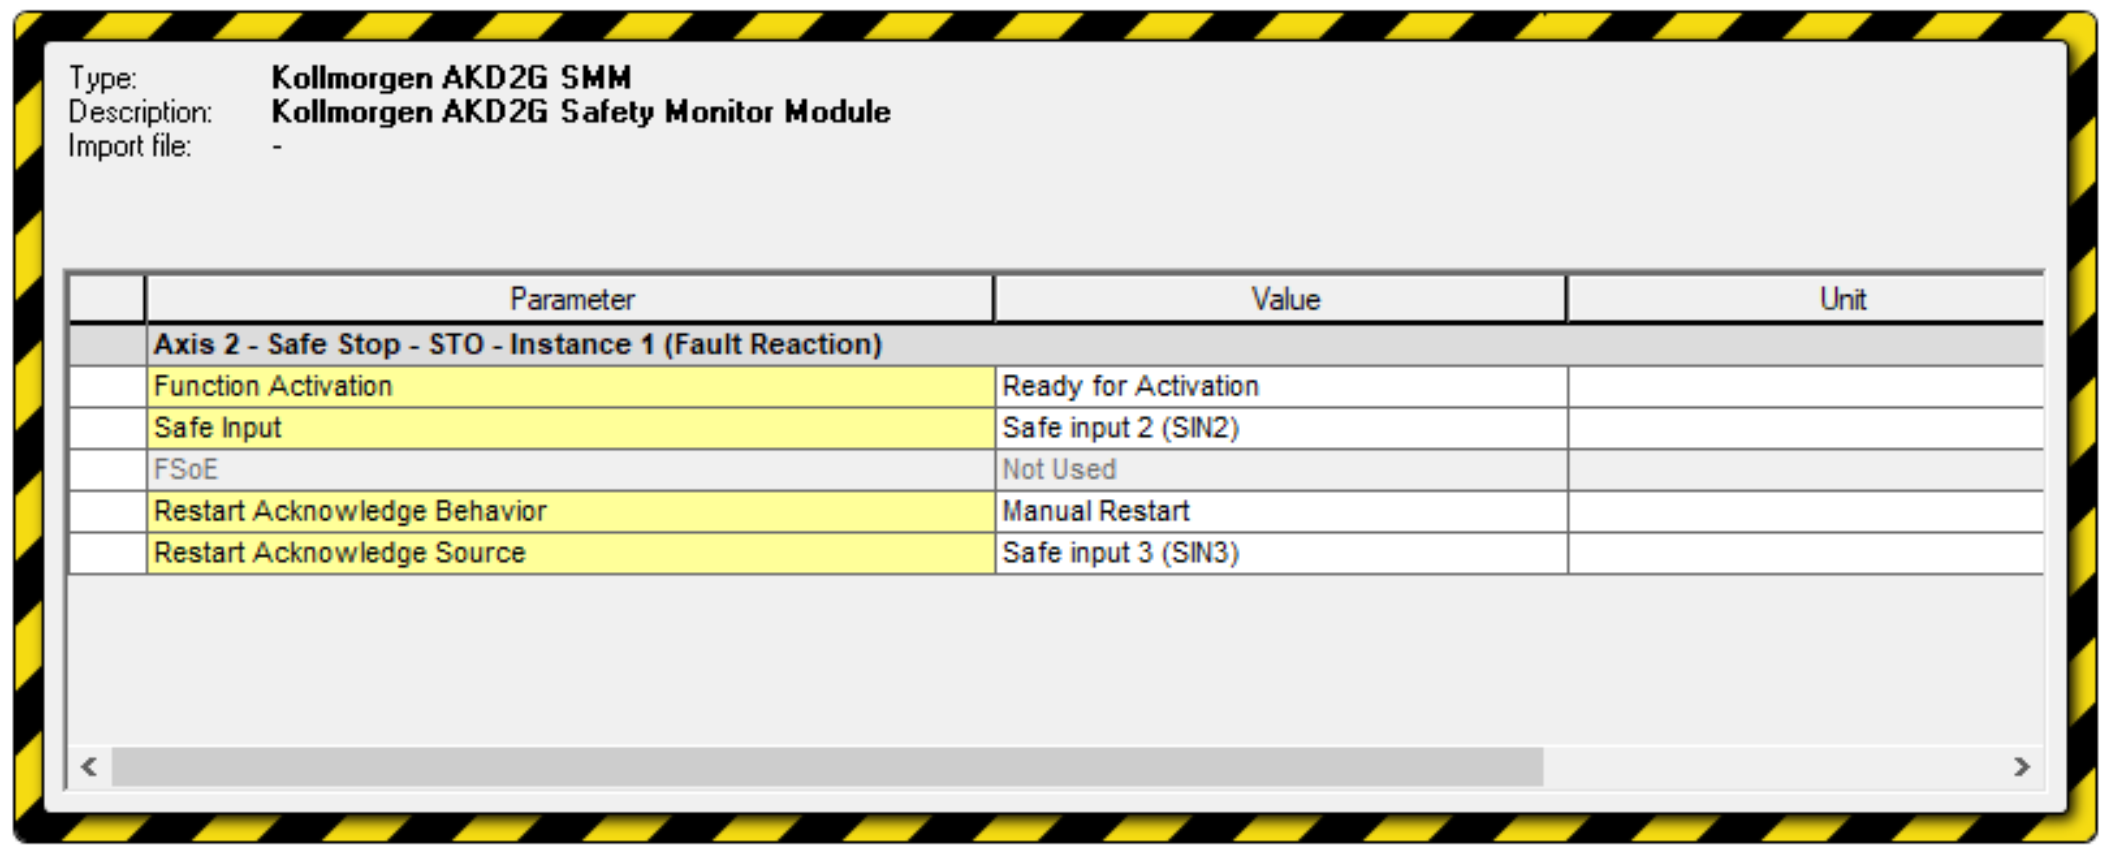 Type: Kollmorgen AKD2G SMM
Description: Kollmorgen AKD2G Safety Monitor Module
Import file: -
Parameter Value Unit
Axis 2 - Safe Stop - STO - Instance 1 (Fault Reaction)
Function Activation Ready for Activation
Safe Input Safe input 2 (SIN2)
FSoE Not Used
Restart Acknowledge Behavior Manual Restart
Restart Acknowledge Source Safe input 3 (SIN3)